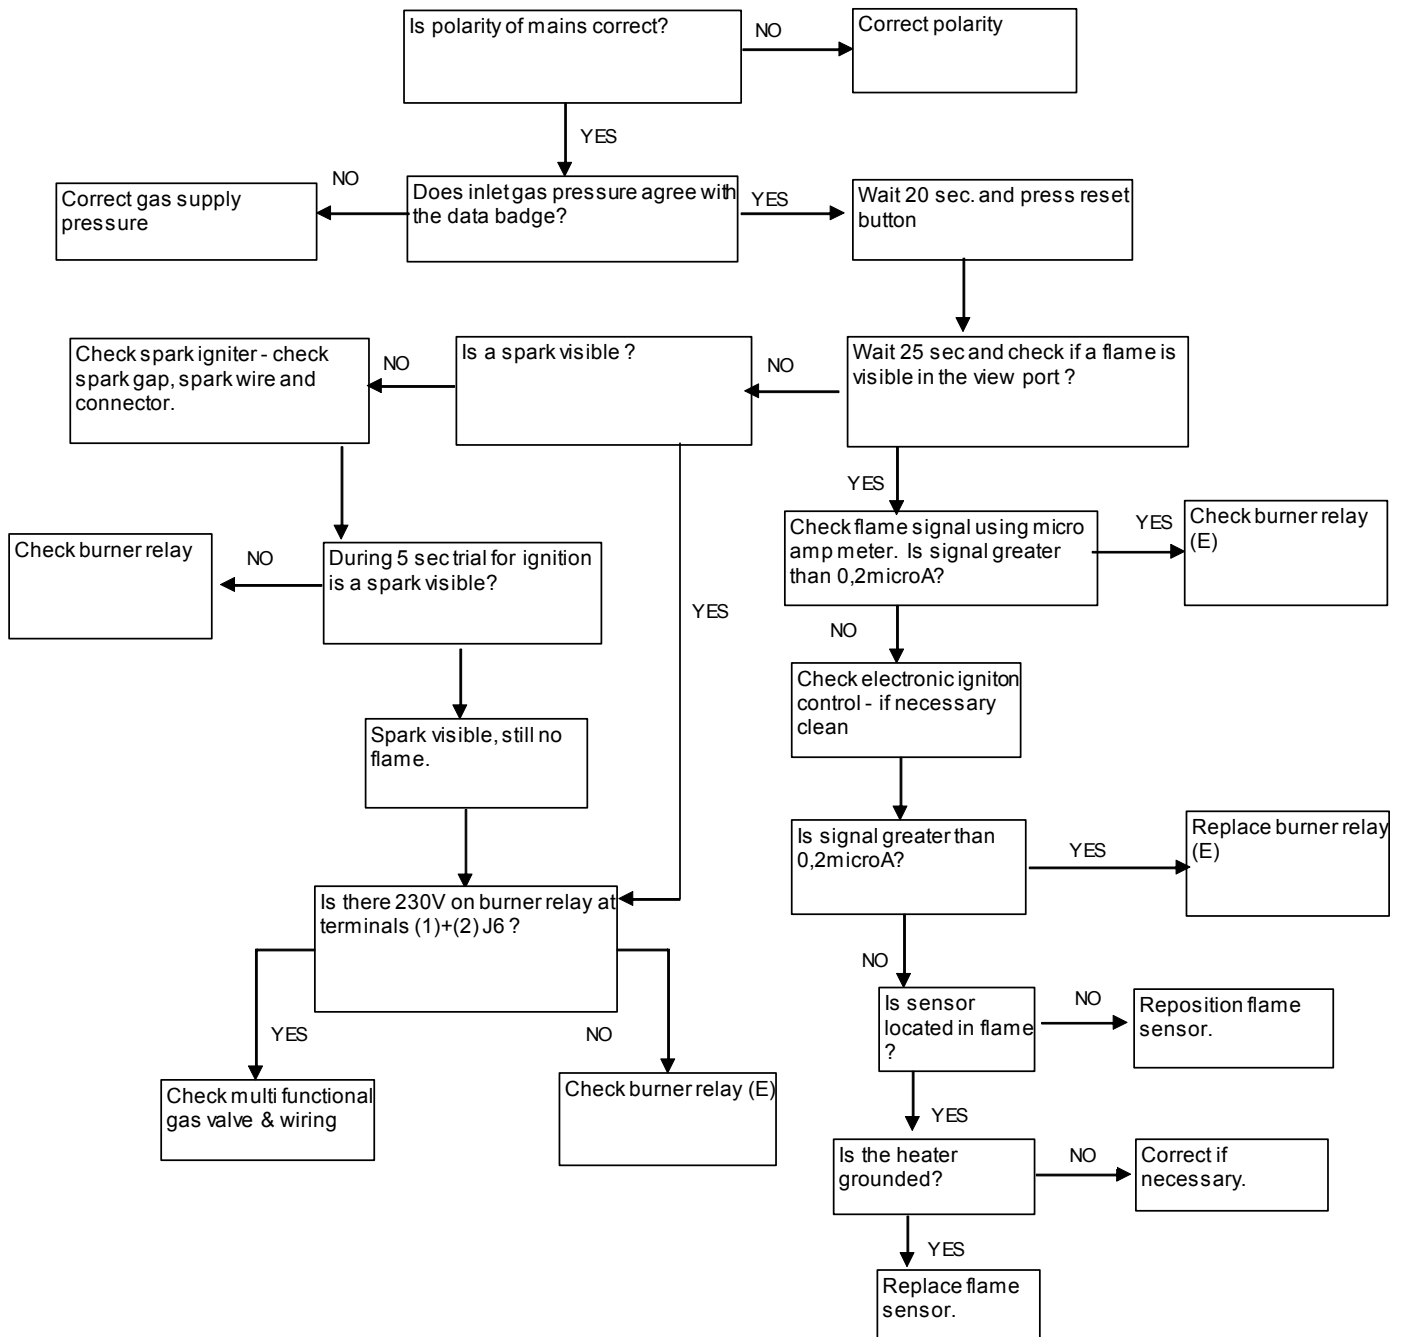 Is polarity of mains correct?
NO
Correct polarity
YES
Correct gas supply
pressure
NO
Does inlet gas pressure agree with
the data badge?
YES
Wait 20 sec. and press reset
button
Check spark igniter - check
spark gap, spark wire and
connector.
NO
Is a spark visible ?
NO
Wait 25 sec and check if a flame is
visible in the view port ?
YES
Check burner relay
NO
During 5 sec trial for ignition
is a spark visible?
YES
Check flame signal using micro
amp meter. Is signal greater
than 0,2microA?
YES
Check burner relay
(E)
NO
Check electronic igniton
control - if necessary
clean
Spark visible, still no
flame.
Is signal greater than
0,2microA?
YES
Replace burner relay
(E)
Is there 230V on burner relay at
terminals (1)+(2) J6 ?
YES
NO
Check multi functional
gas valve & wiring
Check burner relay (E)
NO
Is sensor
located in flame
?
NO
Reposition flame
sensor.
YES
Is the heater
grounded?
NO
Correct if
necessary.
YES
Replace flame
sensor.